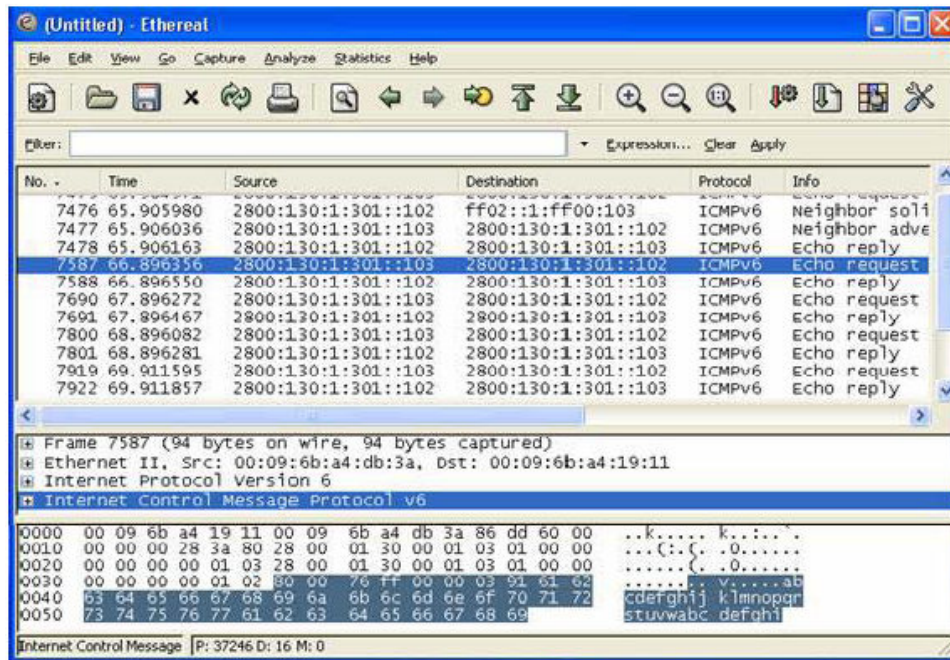 (Untitled) - Ethereal
File Edit View Go Capture Analyze Statistics Help
Filter: Expression... Clear Apply
No. Time Source Destination Protocol Info
7476 65.905980 2800:130:1:301::102 ff02::1:ff00:103 ICMPv6 Neighbor soli
7477 65.906036 2800:130:1:301::103 2800:130:1:301::102 ICMPv6 Neighbor adve
7478 65.906163 2800:130:1:301::102 2800:130:1:301::103 ICMPv6 Echo reply
7587 66.896356 2800:130:1:301::103 2800:130:1:301::102 ICMPv6 Echo request
7588 66.896550 2800:130:1:301::102 2800:130:1:301::103 ICMPv6 Echo reply
7690 67.896272 2800:130:1:301::103 2800:130:1:301::102 ICMPv6 Echo request
7691 67.896467 2800:130:1:301::102 2800:130:1:301::103 ICMPv6 Echo reply
7800 68.896082 2800:130:1:301::103 2800:130:1:301::102 ICMPv6 Echo request
7801 68.896281 2800:130:1:301::102 2800:130:1:301::103 ICMPv6 Echo reply
7919 69.911595 2800:130:1:301::103 2800:130:1:301::102 ICMPv6 Echo request
7922 69.911857 2800:130:1:301::102 2800:130:1:301::103 ICMPv6 Echo reply
Frame 7587 (94 bytes on wire, 94 bytes captured)
Ethernet II, Src: 00:09:6b:a4:db:3a, Dst: 00:09:6b:a4:19:11
Internet Protocol Version 6
Internet Control Message Protocol v6
0000 00 09 6b a4 19 11 00 09 6b a4 db 3a 86 dd 60 00 ..k..... k..:..`.
0010 00 00 00 28 3a 80 28 00 01 30 00 01 03 01 00 00 ...(:.(. .0......
0020 00 00 00 00 01 03 28 00 01 30 00 01 03 01 00 00 ......(. .0......
0030 00 00 00 00 01 02 80 00 76 ff 00 00 03 91 61 62 ........ v.....ab
0040 63 64 65 66 67 68 69 6a 6b 6c 6d 6e 6f 70 71 72 cdefghij klmnopqr
0050 73 74 75 76 77 61 62 63 64 65 66 67 68 69 stuvwabc defghi
Internet Control Message P: 37246 D: 16 M: 0